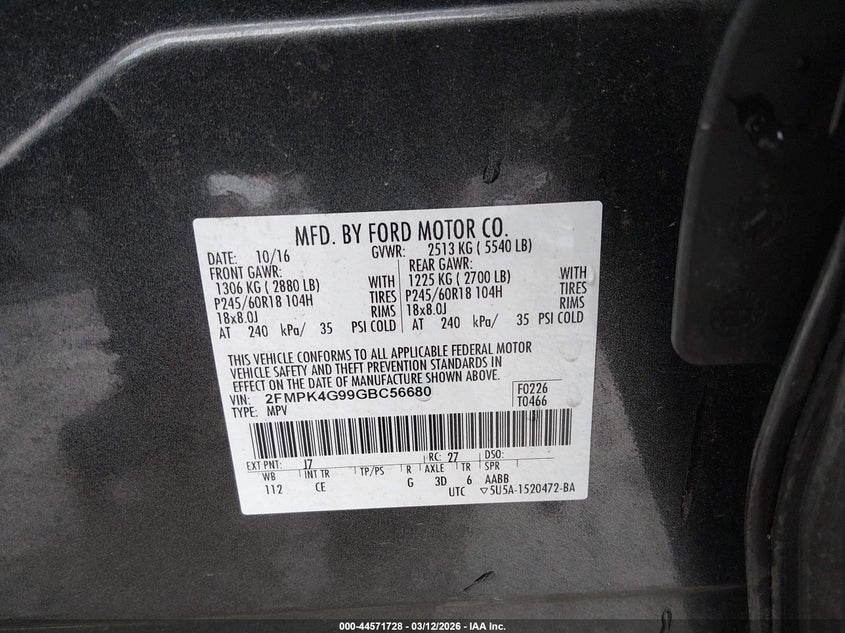 MFD. BY FORD MOTOR CO.
DATE: 10/16 GVWR: 2513 KG ( 5540 LB)
FRONT GAWR: REAR GAWR:
1306 KG ( 2880 LB) WITH 1225 KG ( 2700 LB) WITH
P245/60R18 104H TIRES P245/60R18 104H TIRES
18x8.0J RIMS 18x8.0J RIMS
AT 240 kPa/ 35 PSI COLD AT 240 kPa/ 35 PSI COLD
THIS VEHICLE CONFORMS TO ALL APPLICABLE FEDERAL MOTOR
VEHICLE SAFETY AND THEFT PREVENTION STANDARDS IN
EFFECT ON THE DATE OF MANUFACTURE SHOWN ABOVE.
VIN: 2FMPK4G99GBC56680 F0226
TYPE: MPV T0466
EXT PNT: J7 RC: 27 DSO:
WB INT TR TP/PS R AXLE TR SPR
112 CE G 3D 6 AABB
UTC ▽5U5A-1520472-BA
000-44571728 - 03/12/2026 - IAA Inc.